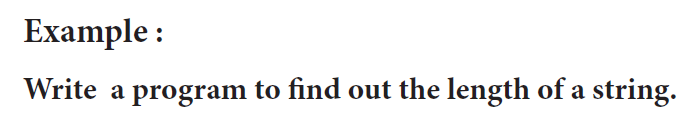 Example :
Write a program to find out the length of a string.